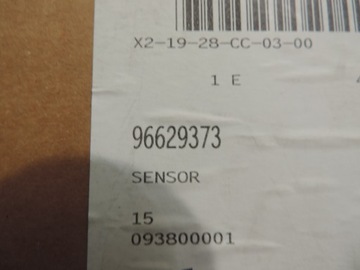 X2-19-28-CC-03-00
1 E
96629373
SENSOR
15
093800001